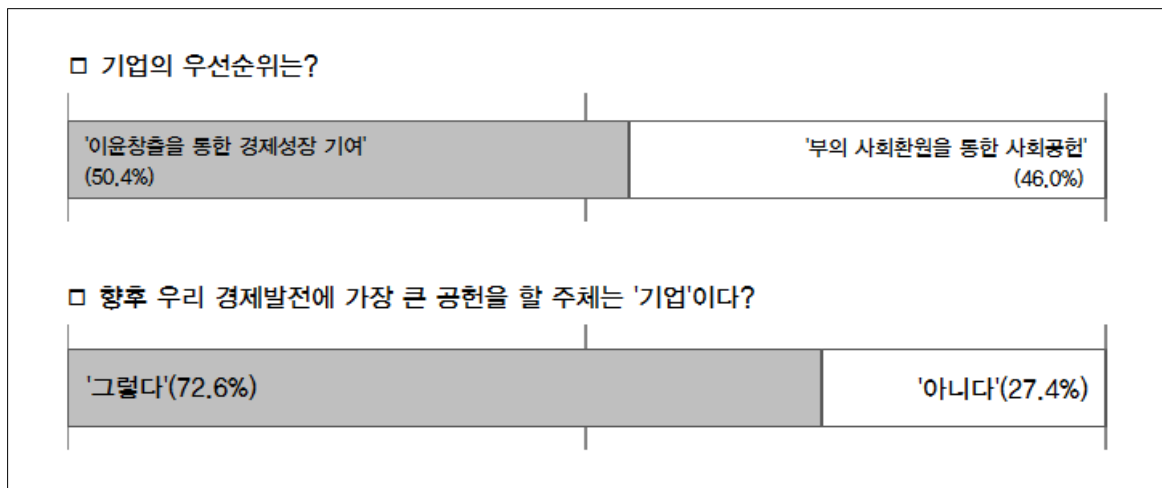 □ 기업의 우선순위는?
'이윤창출을 통한 경제성장 기여'
(50.4%)
'부의 사회환원을 통한 사회공헌'
(46.0%)
□ 향후 우리 경제발전에 가장 큰 공헌을 할 주체는 '기업'이다?
'그렇다'(72.6%)
'아니다'(27.4%)